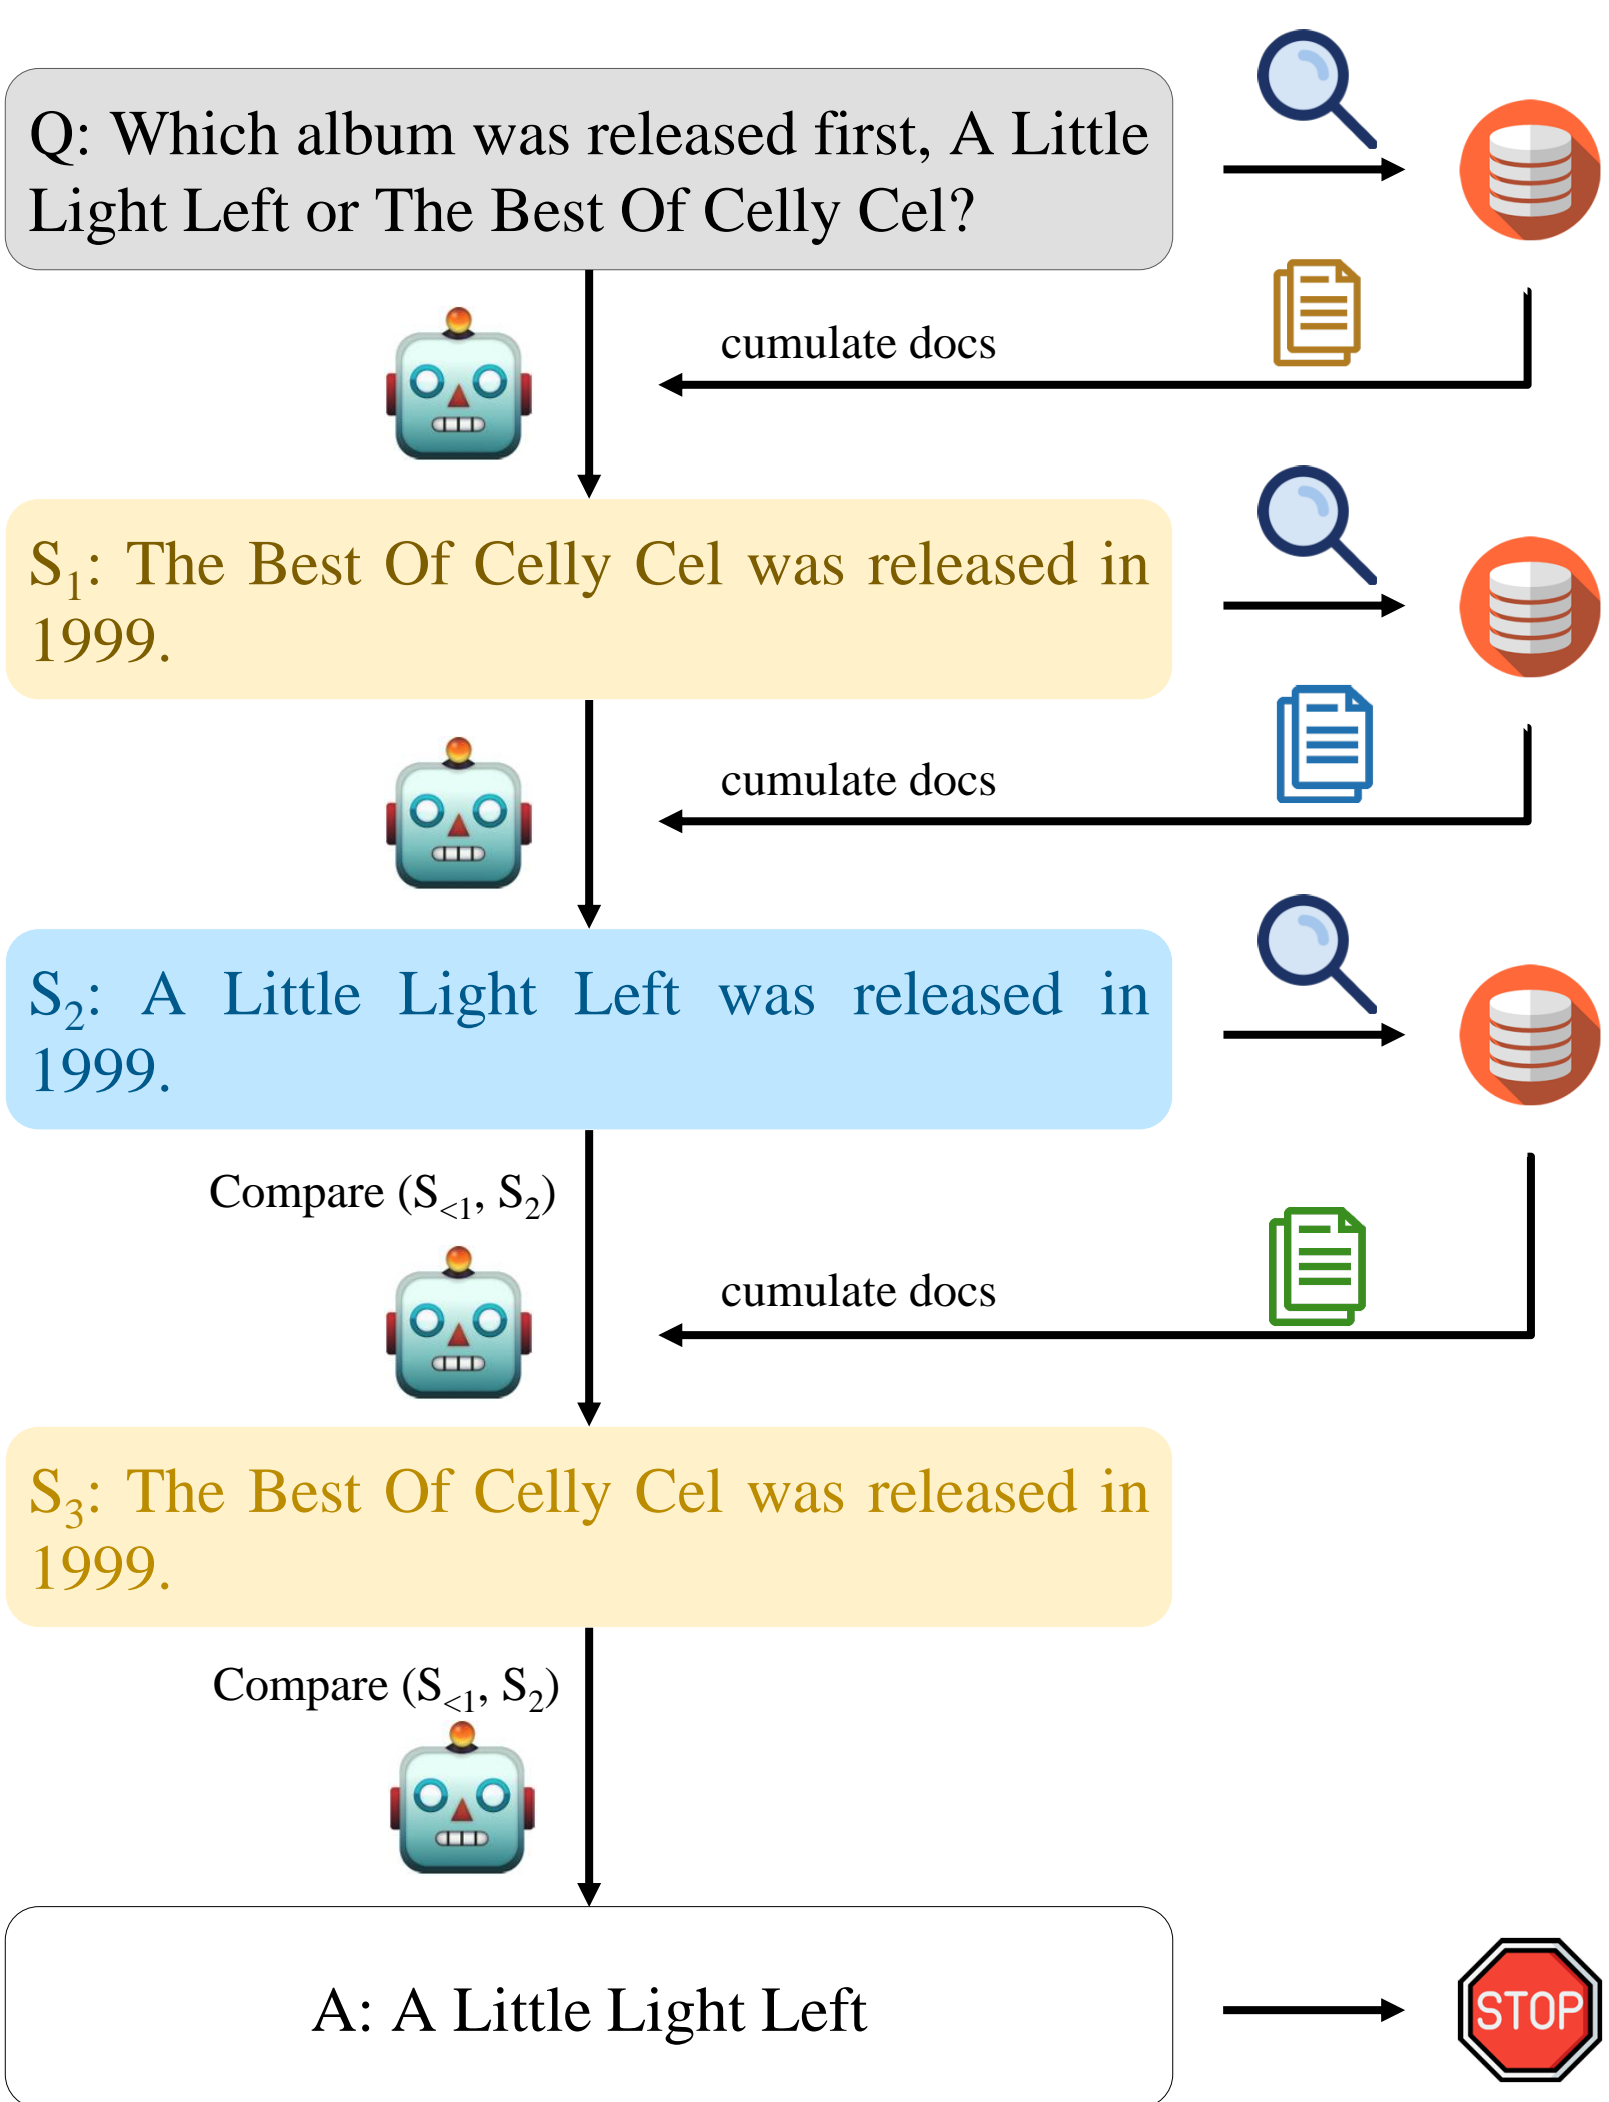 Q: Which album was released first, A Little
Light Left or The Best Of Celly Cel?
cumulate docs
S₁: The Best Of Celly Cel was released in
1999.
cumulate docs
S₂: A Little Light Left was released in
1999.
Compare (S<₁, S₂)
cumulate docs
S₃: The Best Of Celly Cel was released in
1999.
Compare (S<₁, S₂)
A: A Little Light Left
STOP